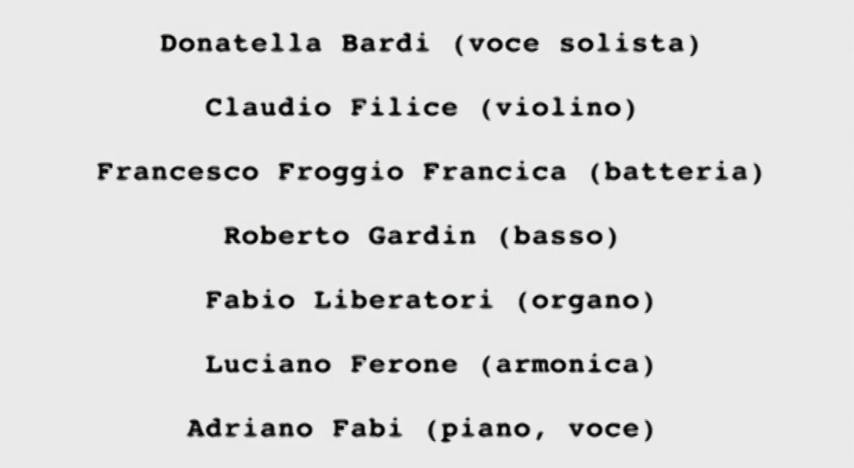 Donatella Bardi (voce solista)
Claudio Filice (violino)
Francesco Froggio Francica (batteria)
Roberto Gardin (basso)
Fabio Liberatori (organo)
Luciano Ferone (armonica)
Adriano Fabi (piano, voce)